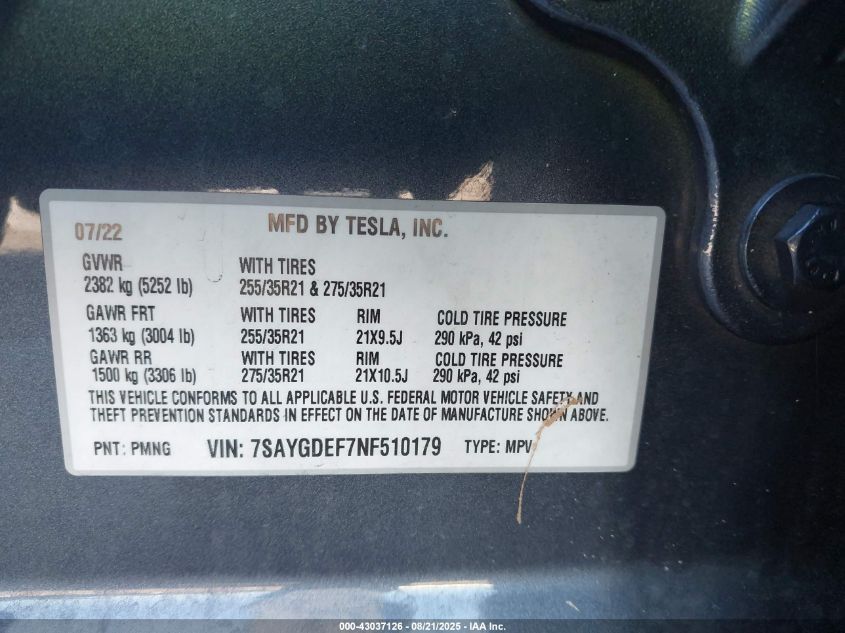 07/22 MFD BY TESLA, INC.
GVWR WITH TIRES
2382 kg (5252 lb) 255/35R21 & 275/35R21
GAWR FRT WITH TIRES RIM COLD TIRE PRESSURE
1363 kg (3004 lb) 255/35R21 21X9.5J 290 kPa, 42 psi
GAWR RR WITH TIRES RIM COLD TIRE PRESSURE
1500 kg (3306 lb) 275/35R21 21X10.5J 290 kPa, 42 psi
THIS VEHICLE CONFORMS TO ALL APPLICABLE U.S. FEDERAL MOTOR VEHICLE SAFETY AND
THEFT PREVENTION STANDARDS IN EFFECT ON THE DATE OF MANUFACTURE SHOWN ABOVE.
PNT: PMNG VIN: 7SAYGDEF7NF510179 TYPE: MPV
000-43037126 - 08/21/2025 - IAA Inc.